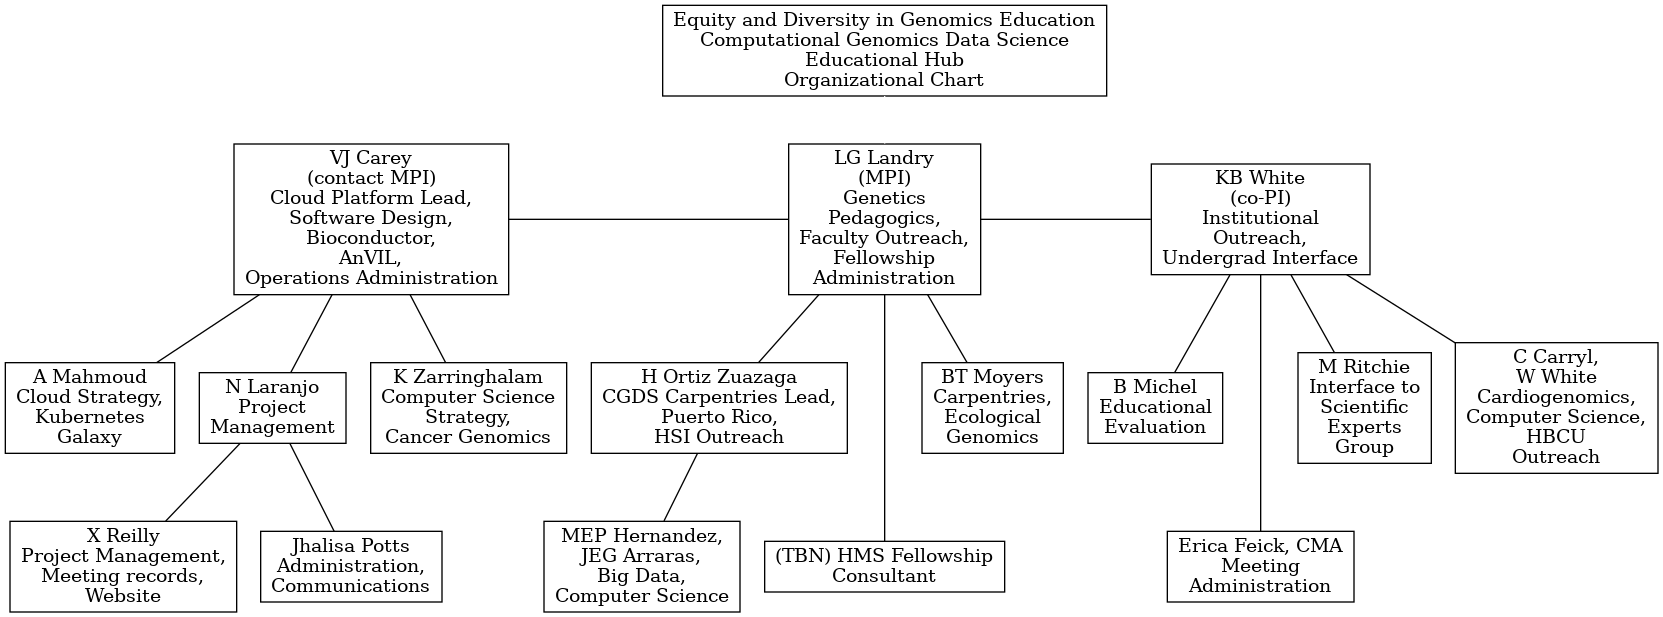 Equity and Diversity in Genomics Education
Computational Genomics Data Science
Educational Hub
Organizational Chart
VJ Carey
(contact MPI)
Cloud Platform Lead,
Software Design,
Bioconductor,
AnVIL,
Operations Administration
LG Landry
(MPI)
Genetics
Pedagogics,
Faculty Outreach,
Fellowship
Administration
KB White
(co-PI)
Institutional
Outreach,
Undergrad Interface
A Mahmoud
Cloud Strategy,
Kubernetes
Galaxy
N Laranjo
Project
Management
K Zarringhalam
Computer Science
Strategy,
Cancer Genomics
H Ortiz Zuazaga
CGDS Carpentries Lead,
Puerto Rico,
HSI Outreach
BT Moyers
Carpentries,
Ecological
Genomics
B Michel
Educational
Evaluation
M Ritchie
Interface to
Scientific
Experts
Group
C Carryl,
W White
Cardiogenomics,
Computer Science,
HBCU
Outreach
X Reilly
Project Management,
Meeting records,
Website
Jhalisa Potts
Administration,
Communications
MEP Hernandez,
JEG Arraras,
Big Data,
Computer Science
(TBN) HMS Fellowship
Consultant
Erica Feick, CMA
Meeting
Administration